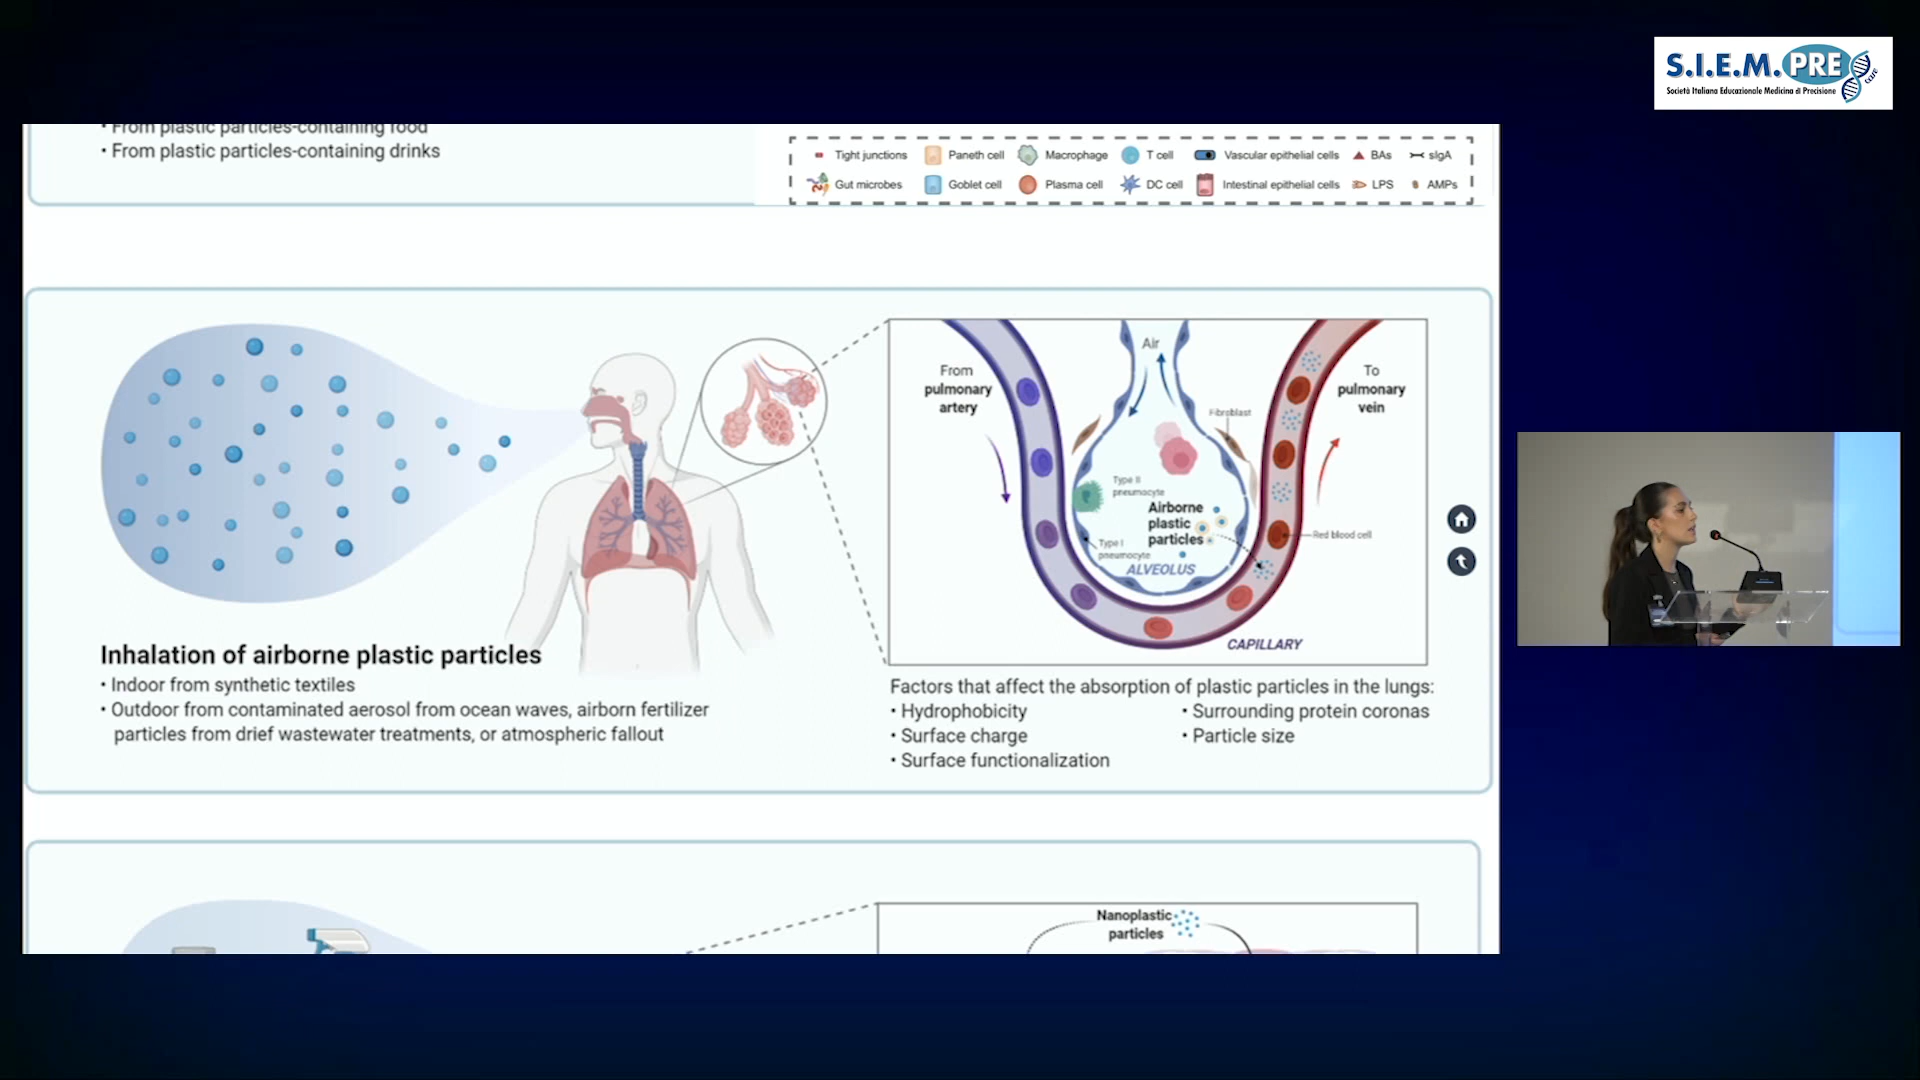 S.I.E.M.PRE care
Società Italiana Educazionale Medicina di Precisione
• From plastic particles-containing food
• From plastic particles-containing drinks
Tight junctions
Paneth cell
Macrophage
T cell
Vascular epithelial cells
BAs
sIgA
Gut microbes
Goblet cell
Plasma cell
DC cell
Intestinal epithelial cells
LPS
AMPs
Air
From
pulmonary
artery
To
pulmonary
vein
Fibroblast
Type II
pneumocyte
Airborne
plastic
particles
Type I
pneumocyte
Red blood cell
ALVEOLUS
CAPILLARY
Inhalation of airborne plastic particles
• Indoor from synthetic textiles
• Outdoor from contaminated aerosol from ocean waves, airborn fertilizer
particles from drief wastewater treatments, or atmospheric fallout
Factors that affect the absorption of plastic particles in the lungs:
• Hydrophobicity
• Surface charge
• Surface functionalization
• Surrounding protein coronas
• Particle size
Nanoplastic
particles